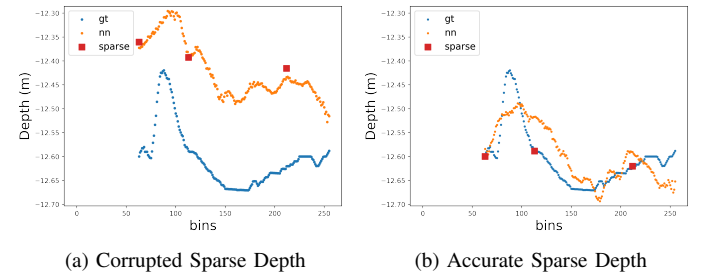 −12.30
−12.35
−12.40
−12.45
−12.50
−12.55
−12.60
−12.65
−12.70
Depth (m)
gt
nn
sparse
0
50
100
150
200
250
bins
(a) Corrupted Sparse Depth
−12.30
−12.35
−12.40
−12.45
−12.50
−12.55
−12.60
−12.65
−12.70
Depth (m)
gt
nn
sparse
0
50
100
150
200
250
bins
(b) Accurate Sparse Depth